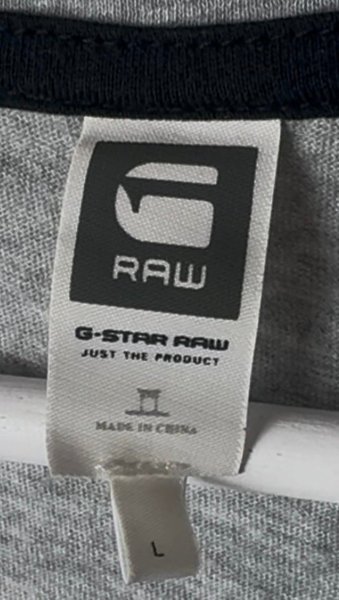 G
RAW
G-STAR RAW
JUST THE PRODUCT
MADE IN CHINA
L